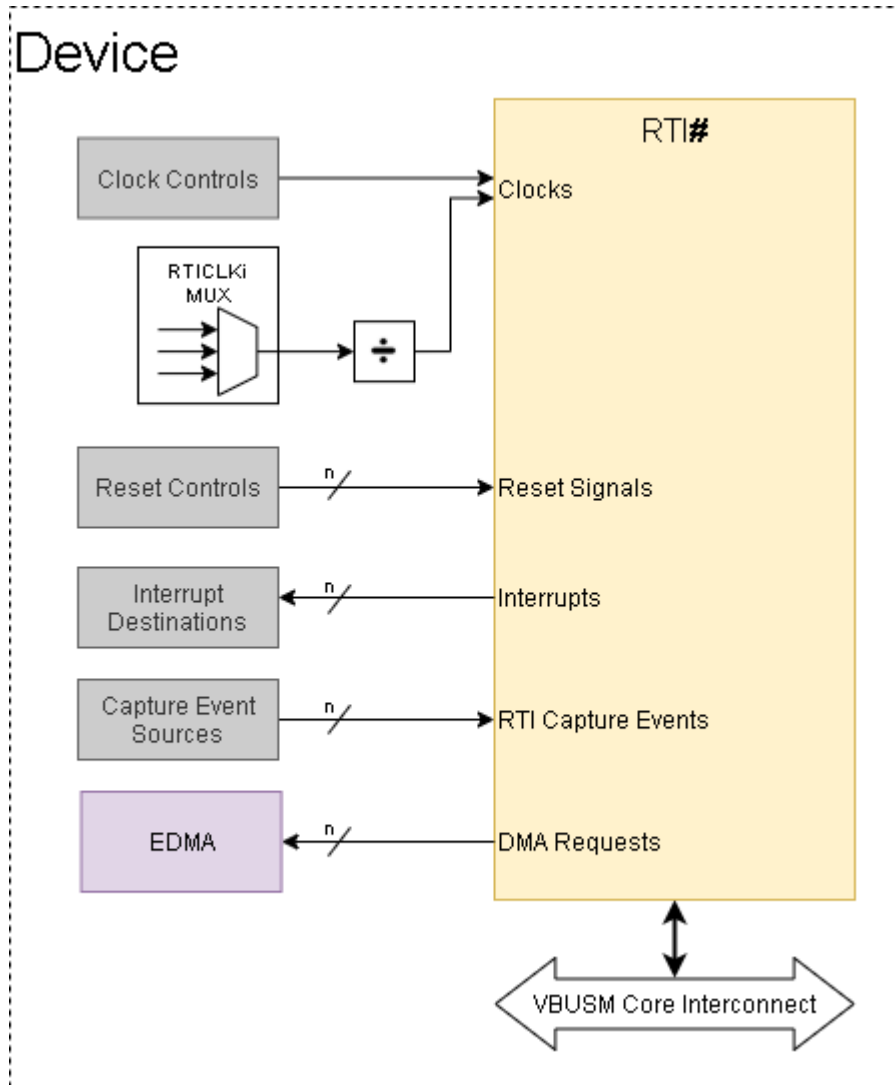 Device
RTI#
Clock Controls
Clocks
RTICLKi
MUX
÷
Reset Controls
n
Reset Signals
Interrupt
Destinations
n
Interrupts
Capture Event
Sources
n
RTI Capture Events
EDMA
n
DMA Requests
VBUSM Core Interconnect